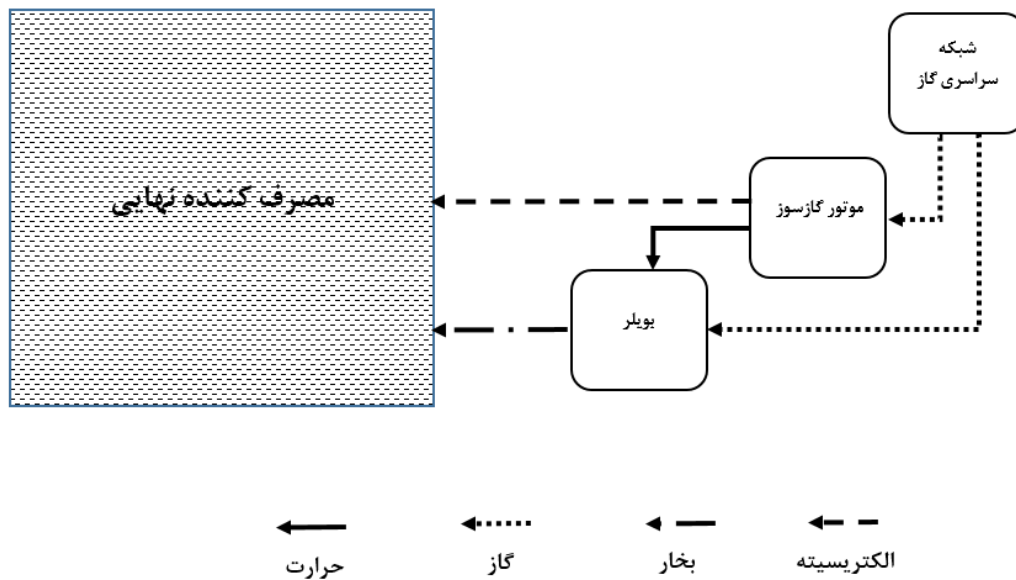 شبکه
سراسری گاز
موتور گازسوز
مصرف کننده نهایی
بویلر
الکتریسیته
بخار
گاز
حرارت